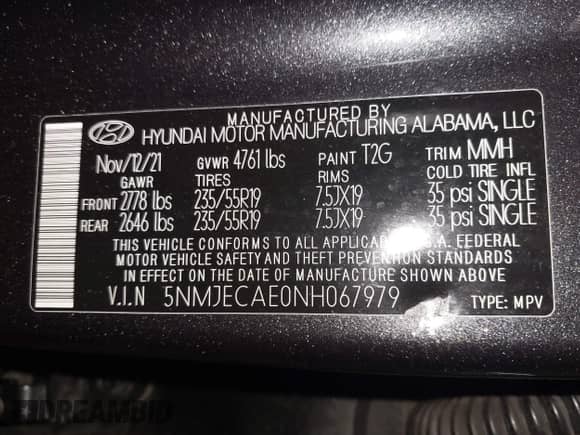 MANUFACTURED BY
HYUNDAI MOTOR MANUFACTURING ALABAMA, LLC
Nov/12/21 GVWR 4761 lbs PAINT T2G TRIM MMH
GAWR TIRES RIMS COLD TIRE INFL
FRONT 2778 lbs 235/55R19 7.5JX19 35 psi SINGLE
REAR 2646 lbs 235/55R19 7.5JX19 35 psi SINGLE
THIS VEHICLE CONFORMS TO ALL APPLICAB U.S.A. FEDERAL
MOTOR VEHICLE SAFETY AND THEFT PREVENTION STANDARDS
IN EFFECT ON THE DATE OF MANUFACTURE SHOWN ABOVE.
V.I.N 5NMJECAE0NH067979 TYPE: MPV
DREAMBID